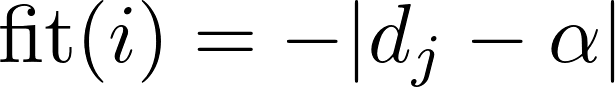 fit(i) = −|d_j − α|